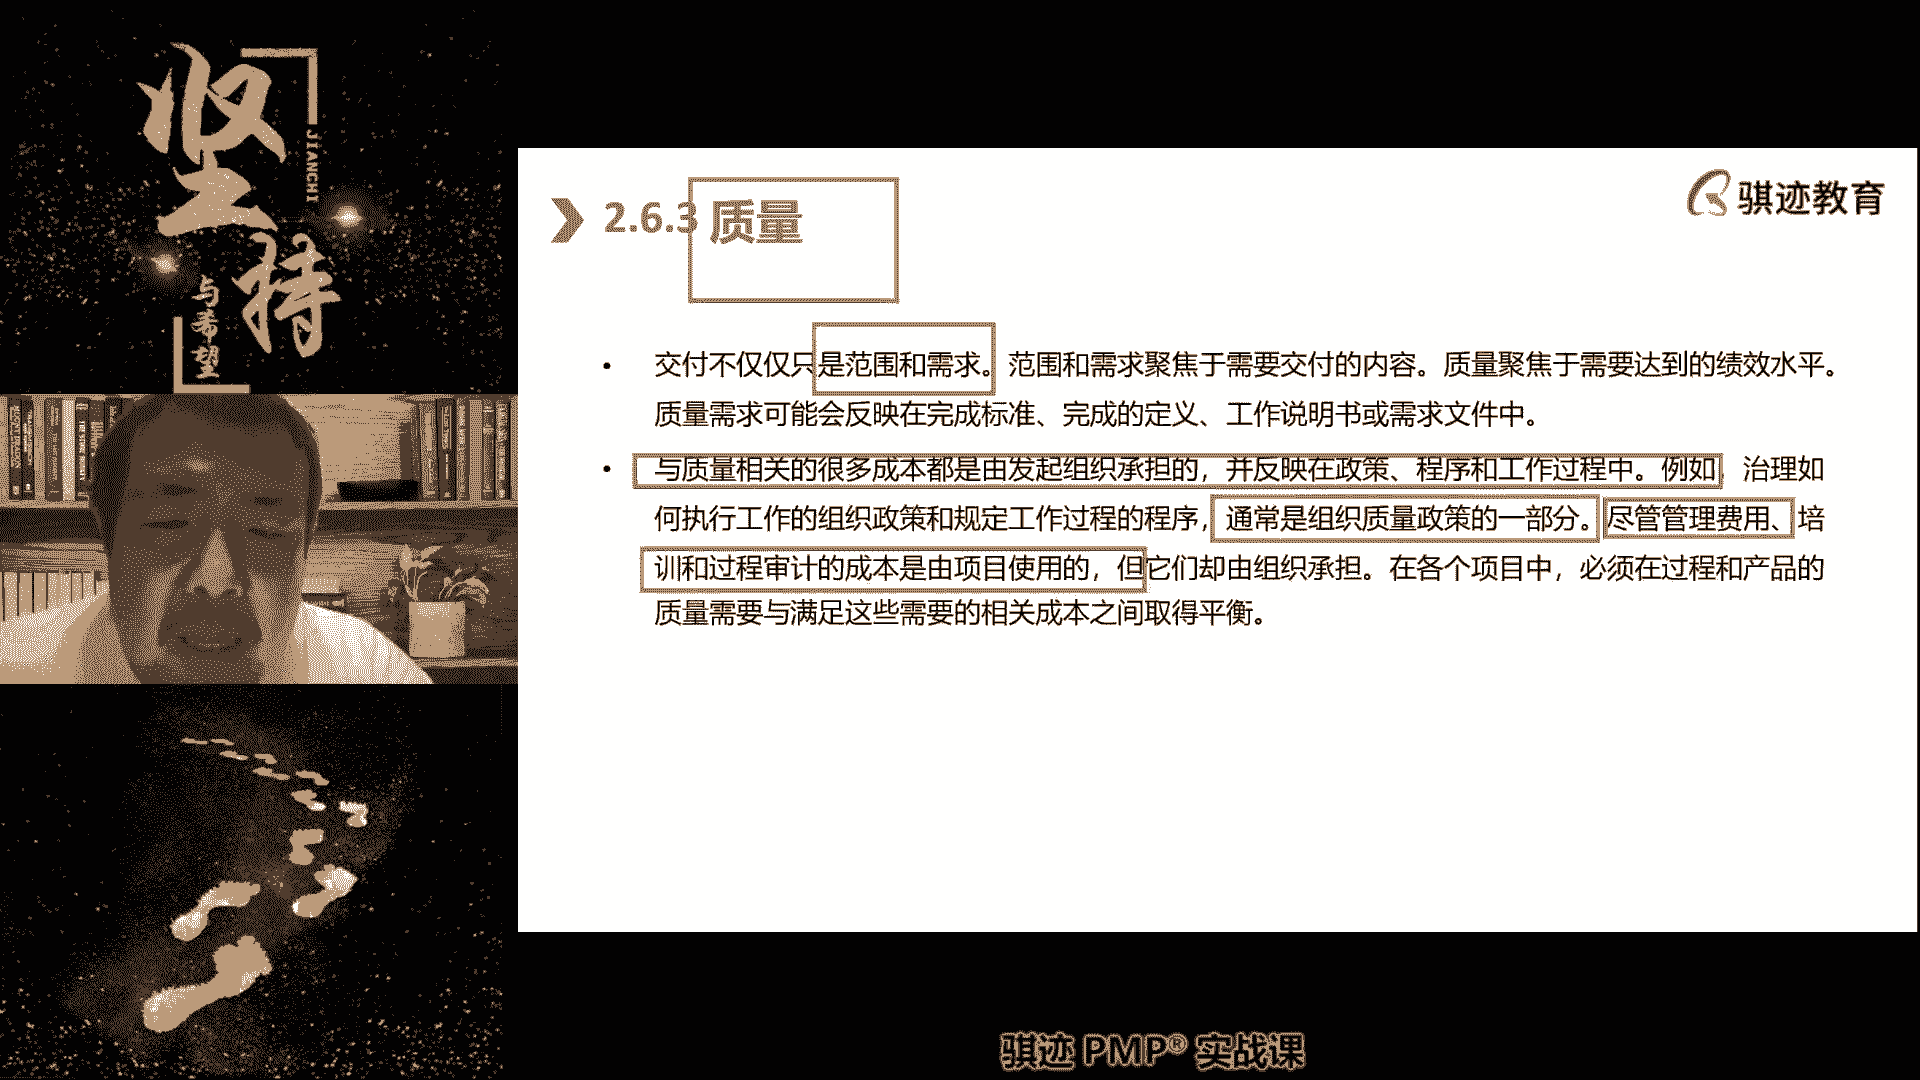 坚持
JIANCHI
与希望
骐迹教育
2.6.3 质量
• 交付不仅仅只是范围和需求。范围和需求聚焦于需要交付的内容。质量聚焦于需要达到的绩效水平。
质量需求可能会反映在完成标准、完成的定义、工作说明书或需求文件中。
• 与质量相关的很多成本都是由发起组织承担的，并反映在政策、程序和工作过程中。例如，治理如
何执行工作的组织政策和规定工作过程的程序，通常是组织质量政策的一部分。尽管管理费用、培
训和过程审计的成本是由项目使用的，但它们却由组织承担。在各个项目中，必须在过程和产品的
质量需要与满足这些需要的相关成本之间取得平衡。
骐迹 PMP® 实战课